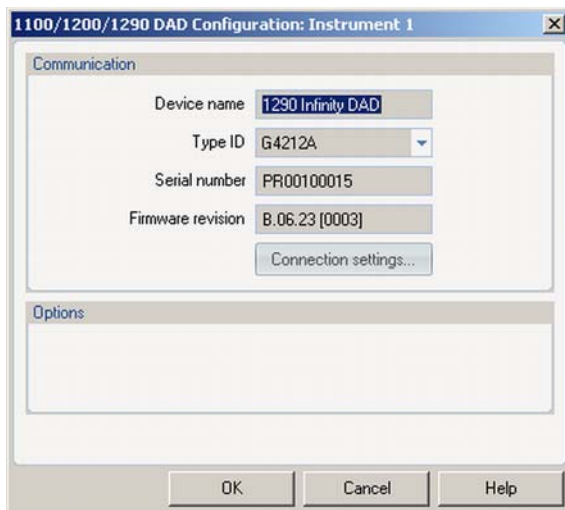 1100/1200/1290 DAD Configuration: Instrument 1
Communication
Device name 1290 Infinity DAD
Type ID G4212A
Serial number PR00100015
Firmware revision B.06.23 [0003]
Connection settings...
Options
OK Cancel Help